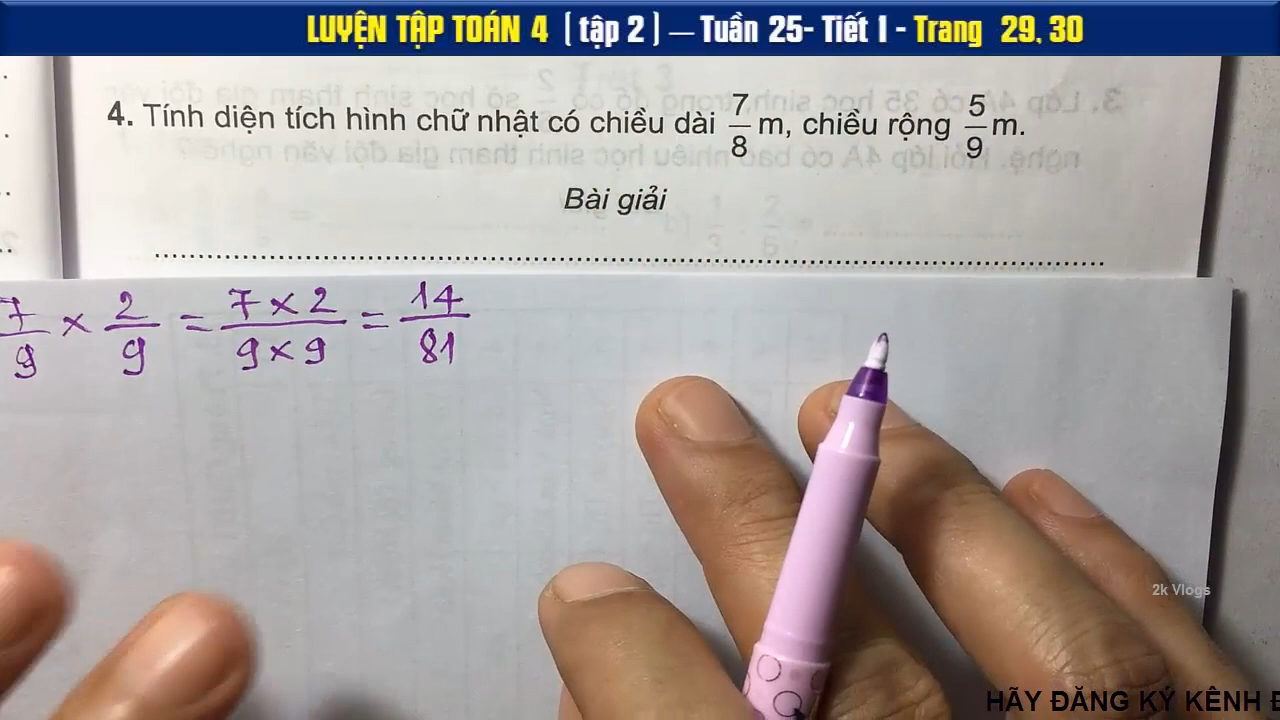 LUYỆN TẬP TOÁN 4 ( tập 2 ) — Tuần 25- Tiết 1 - Trang 29, 30
4. Tính diện tích hình chữ nhật có chiều dài 7/8 m, chiều rộng 5/9 m.
Bài giải
7/9 × 2/9 = 7 × 2 / 9 × 9 = 14/81
2k Vlogs
HÃY ĐĂNG KÝ KÊNH